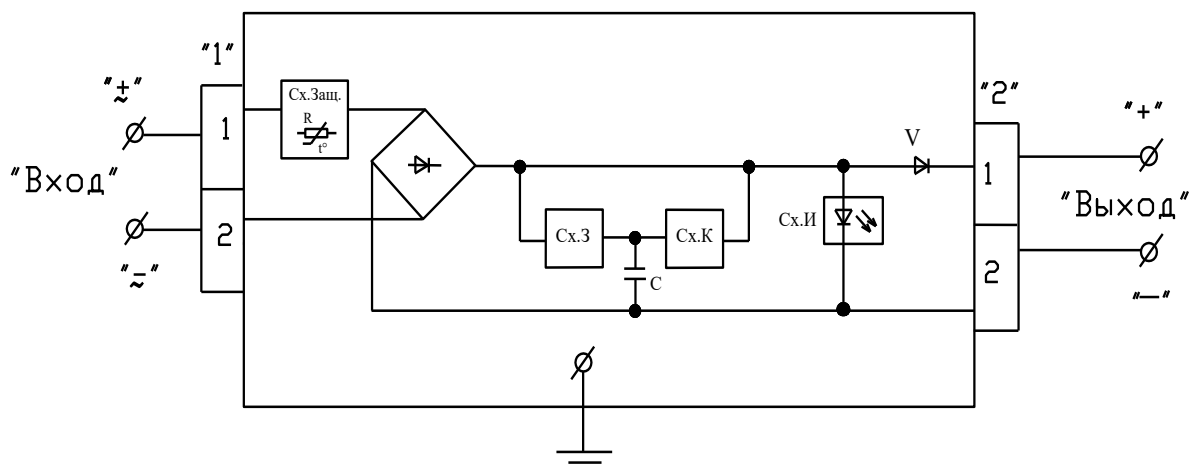 "1"
"±"
~
1
Сх.Защ.
R
t°
"Вход"
2
"−"
~
V
"2"
"+"
1
"Выход"
Сх.З
Сх.К
Сх.И
C
2
"—"